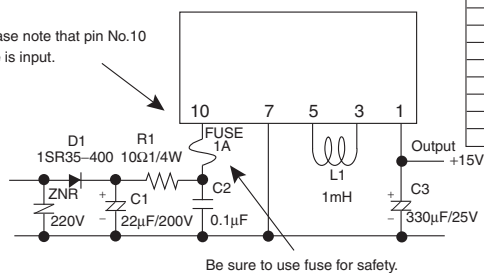 ase note that pin No.10
e is input.
10
7
5
3
1
FUSE
1A
D1
1SR35–400
R1
10Ω1/4W
L1
1mH
Output
+15V
ZNR
220V
+
–
C1
22µF/200V
C2
0.1µF
+
–
C3
330µF/25V
Be sure to use fuse for safety.